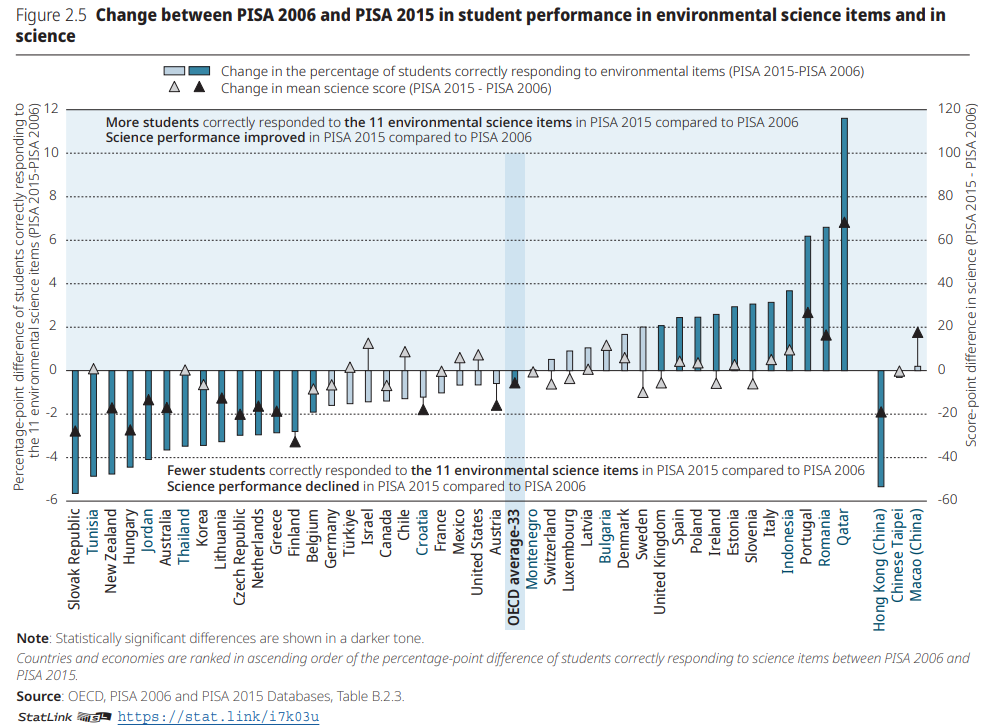 Figure 2.5 Change between PISA 2006 and PISA 2015 in student performance in environmental science items and in
science
Change in the percentage of students correctly responding to environmental items (PISA 2015-PISA 2006)
Change in mean science score (PISA 2015 - PISA 2006)
Percentage-point difference of students correctly responding to
the 11 environmental science items (PISA 2015-PISA 2006)
12
10
8
6
4
2
0
-2
-4
-6
More students correctly responded to the 11 environmental science items in PISA 2015 compared to PISA 2006
Science performance improved in PISA 2015 compared to PISA 2006
Fewer students correctly responded to the 11 environmental science items in PISA 2015 compared to PISA 2006
Science performance declined in PISA 2015 compared to PISA 2006
120
100
80
60
40
20
0
-20
-40
-60
Score-point difference in science (PISA 2015 - PISA 2006)
Slovak Republic
Tunisia
New Zealand
Hungary
Jordan
Australia
Thailand
Korea
Lithuania
Czech Republic
Netherlands
Greece
Finland
Belgium
Germany
Türkiye
Israel
Canada
Chile
Croatia
France
Mexico
United States
Austria
OECD average-33
Montenegro
Switzerland
Luxembourg
Latvia
Bulgaria
Denmark
Sweden
United Kingdom
Spain
Poland
Ireland
Estonia
Slovenia
Italy
Indonesia
Portugal
Romania
Qatar
Hong Kong (China)
Chinese Taipei
Macao (China)
Note: Statistically significant differences are shown in a darker tone.
Countries and economies are ranked in ascending order of the percentage-point difference of students correctly responding to science items between PISA 2006 and
PISA 2015.
Source: OECD, PISA 2006 and PISA 2015 Databases, Table B.2.3.
StatLink https://stat.link/i7k03u